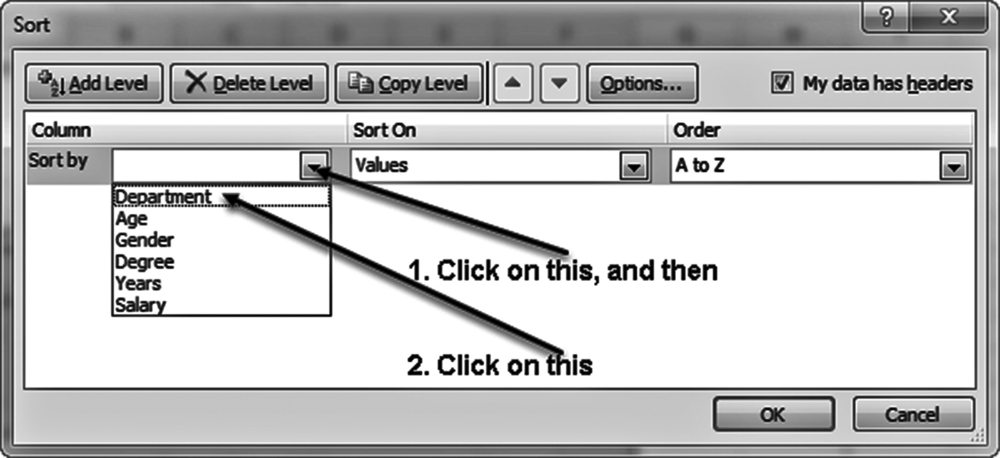 Sort
Add Level Delete Level Copy Level Options... My data has headers
Column Sort On Order
Sort by Values A to Z
Department
Age
Gender
Degree
Years
Salary
1. Click on this, and then
2. Click on this
OK Cancel